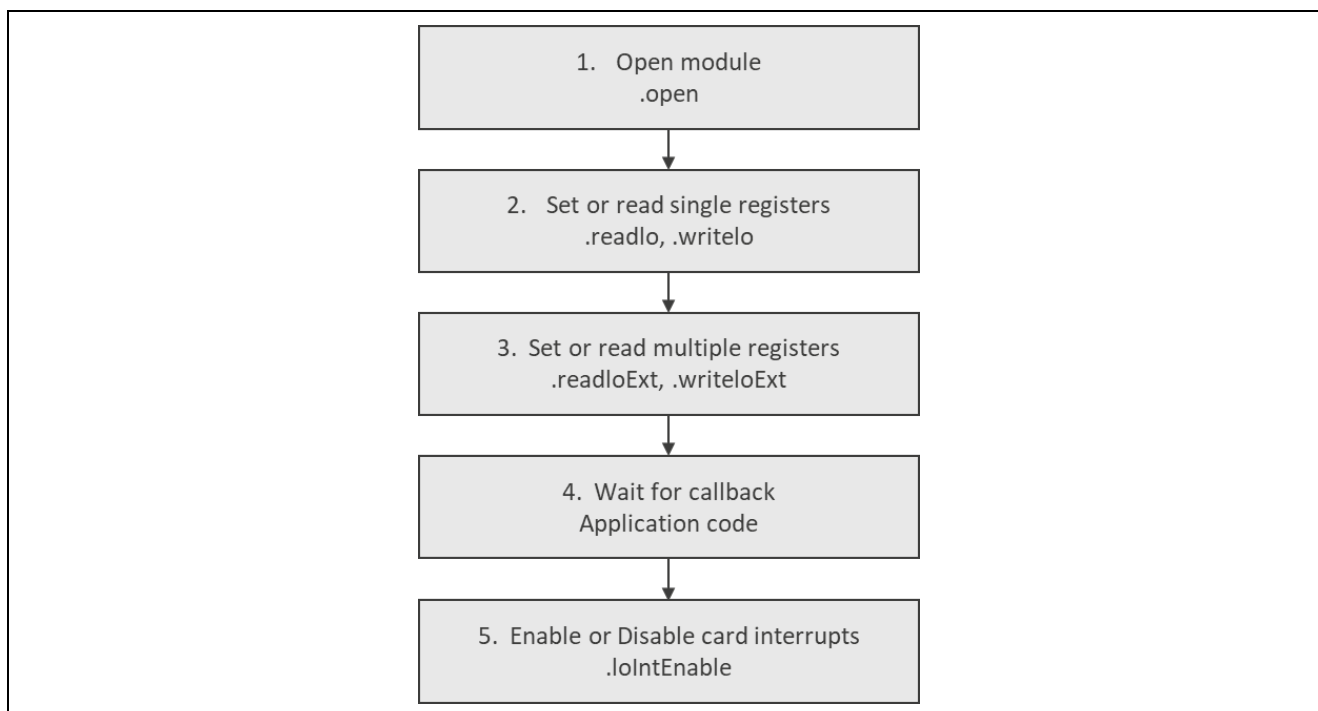 1. Open module
.open
2. Set or read single registers
.readIo, .writeIo
3. Set or read multiple registers
.readIoExt, .writeIoExt
4. Wait for callback
Application code
5. Enable or Disable card interrupts
.IoIntEnable